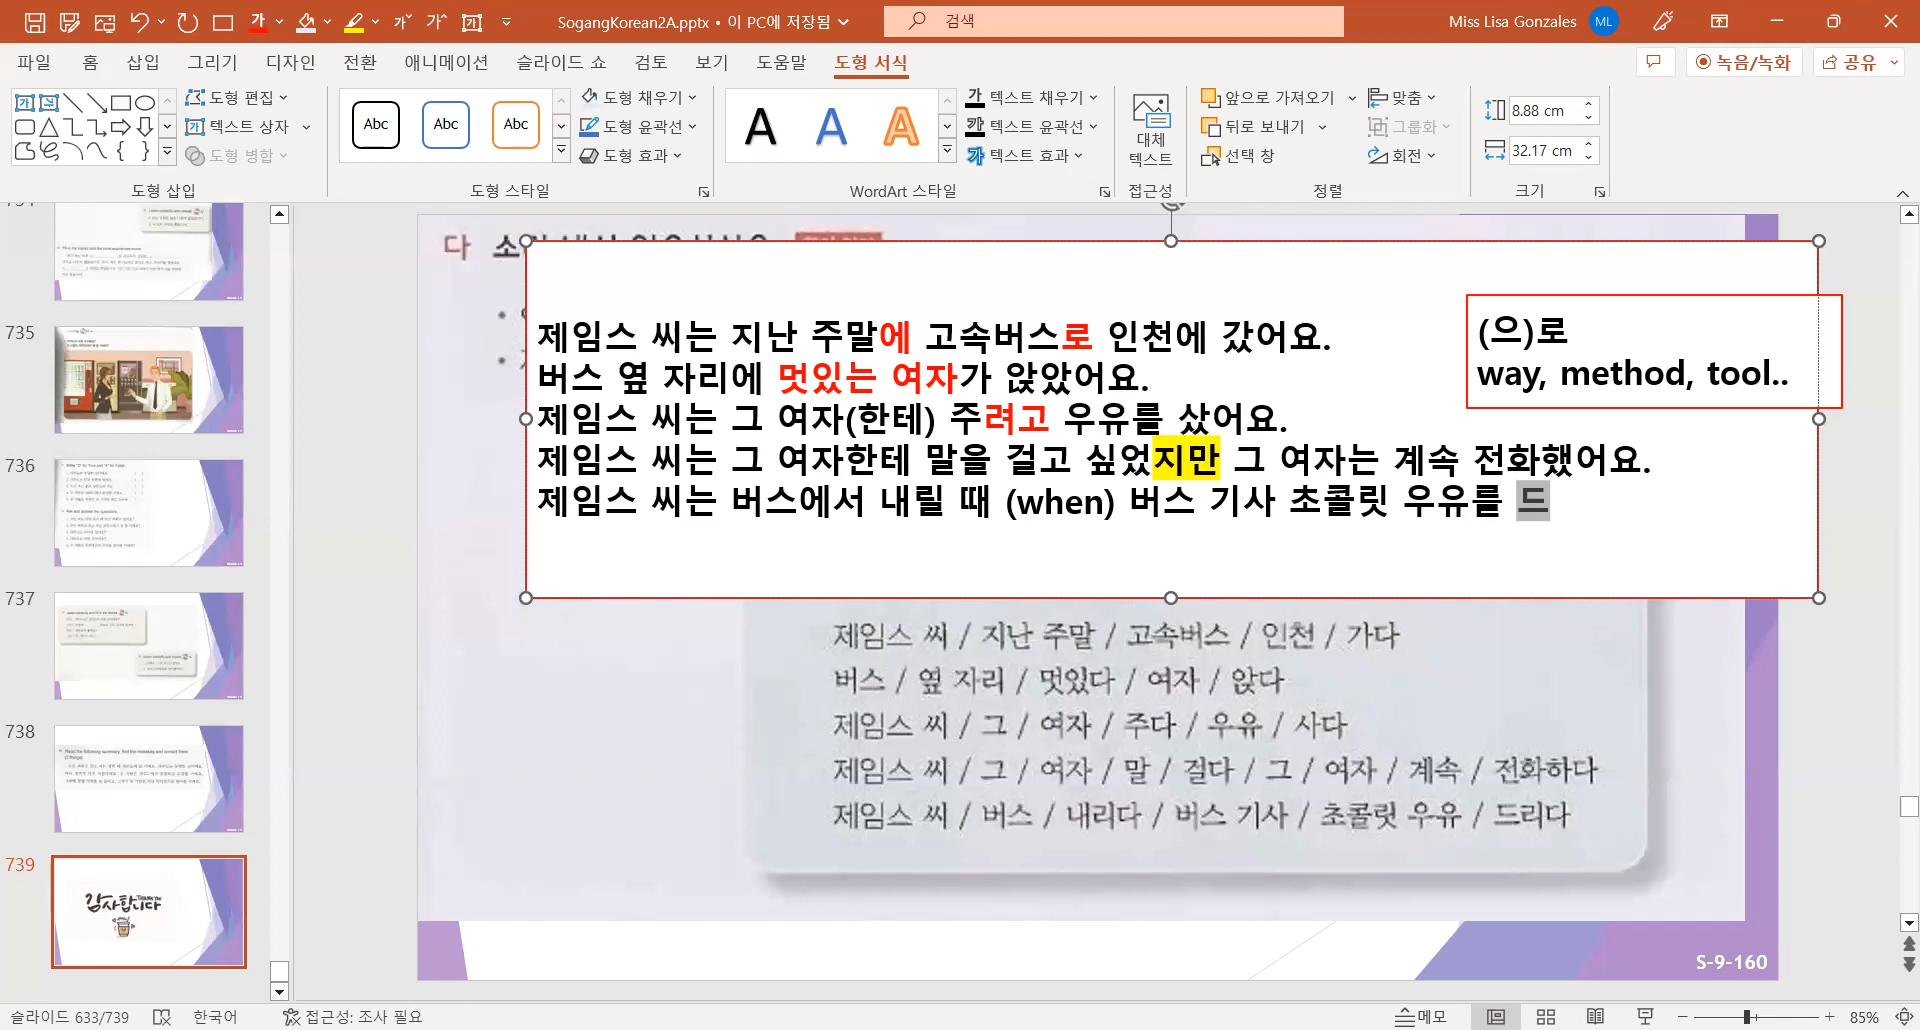 SogangKorean2A.pptx • 이 PC에 저장됨
검색
Miss Lisa Gonzales
ML
파일 홈 삽입 그리기 디자인 전환 애니메이션 슬라이드 쇼 검토 보기 도움말 도형 서식
녹음/녹화
공유
도형 편집
텍스트 상자
도형 병합
도형 삽입
Abc Abc Abc
도형 채우기
도형 윤곽선
도형 효과
도형 스타일
A A A
텍스트 채우기
텍스트 윤곽선
텍스트 효과
WordArt 스타일
대체
텍스트
접근성
앞으로 가져오기
뒤로 보내기
선택 창
맞춤
그룹화
회전
정렬
8.88 cm
32.17 cm
크기
735
736
737
738
739
감사합니다
다
제임스 씨는 지난 주말에 고속버스로 인천에 갔어요.
버스 옆 자리에 멋있는 여자가 앉았어요.
제임스 씨는 그 여자(한테) 주려고 우유를 샀어요.
제임스 씨는 그 여자한테 말을 걸고 싶었지만 그 여자는 계속 전화했어요.
제임스 씨는 버스에서 내릴 때 (when) 버스 기사 초콜릿 우유를 드
(으)로
way, method, tool..
제임스 씨 / 지난 주말 / 고속버스 / 인천 / 가다
버스 / 옆 자리 / 멋있다 / 여자 / 앉다
제임스 씨 / 그 / 여자 / 주다 / 우유 / 사다
제임스 씨 / 그 / 여자 / 말 / 걸다 / 그 / 여자 / 계속 / 전화하다
제임스 씨 / 버스 / 내리다 / 버스 기사 / 초콜릿 우유 / 드리다
S-9-160
슬라이드 633/739
한국어
접근성: 조사 필요
메모
85%